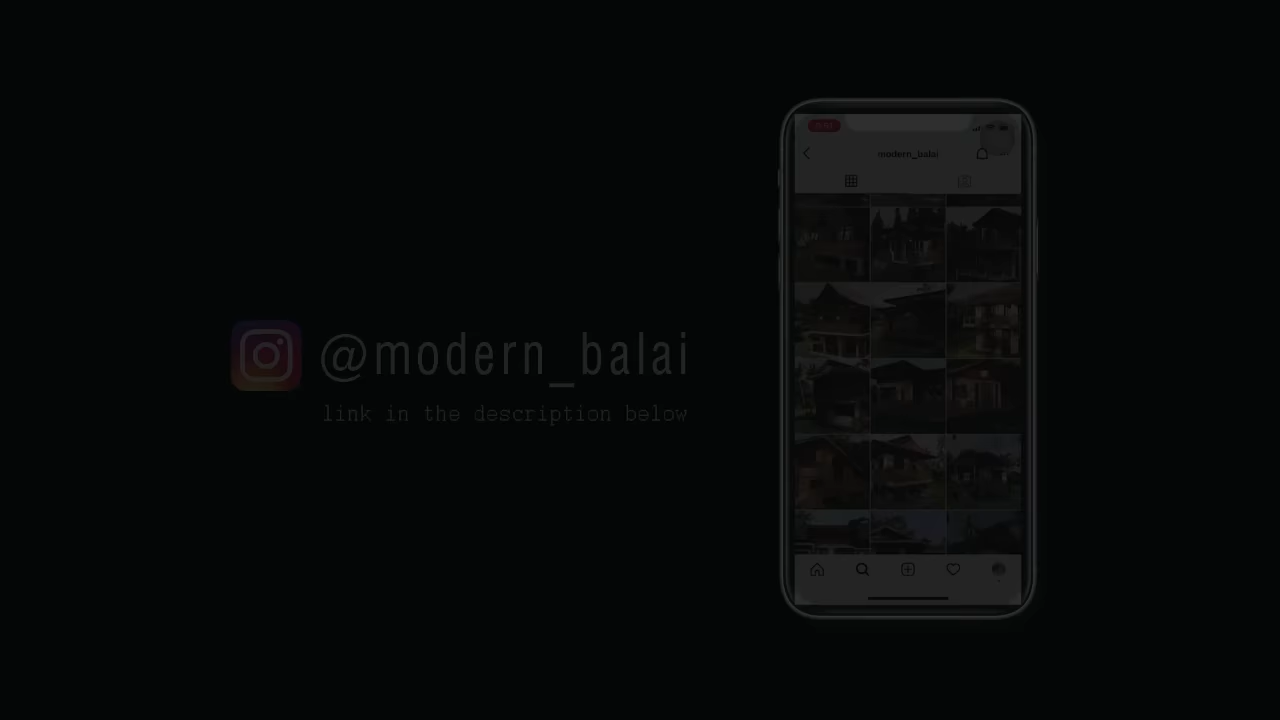 @modern_balai
link in the description below
modern_balai